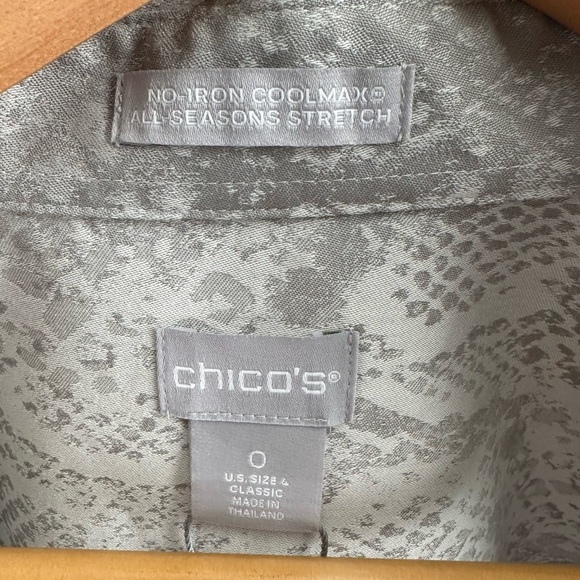 NO-IRON COOLMAX®
ALL-SEASONS STRETCH
chico's®
0
U.S. SIZE 4
CLASSIC
MADE IN
THAILAND